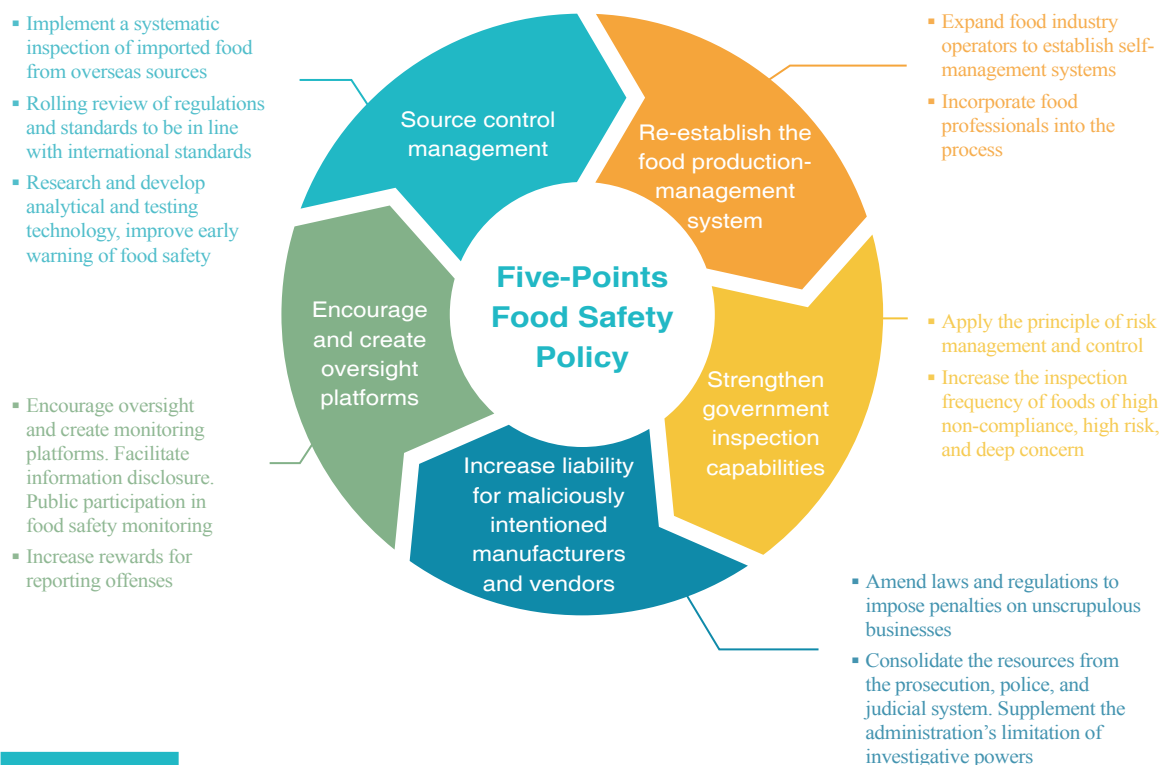 ▪ Implement a systematic
inspection of imported food
from overseas sources
▪ Rolling review of regulations
and standards to be in line
with international standards
▪ Research and develop
analytical and testing
technology, improve early
warning of food safety
Source control
management
Re-establish the
food production-
management
system
▪ Expand food industry
operators to establish self-
management systems
▪ Incorporate food
professionals into the
process
Five-Points
Food Safety
Policy
Encourage
and create
oversight
platforms
▪ Encourage oversight
and create monitoring
platforms. Facilitate
information disclosure.
Public participation in
food safety monitoring
▪ Increase rewards for
reporting offenses
Strengthen
government
inspection
capabilities
▪ Apply the principle of risk
management and control
▪ Increase the inspection
frequency of foods of high
non-compliance, high risk,
and deep concern
Increase liability
for maliciously
intentioned
manufacturers
and vendors
▪ Amend laws and regulations to
impose penalties on unscrupulous
businesses
▪ Consolidate the resources from
the prosecution, police, and
judicial system. Supplement the
administration’s limitation of
investigative powers